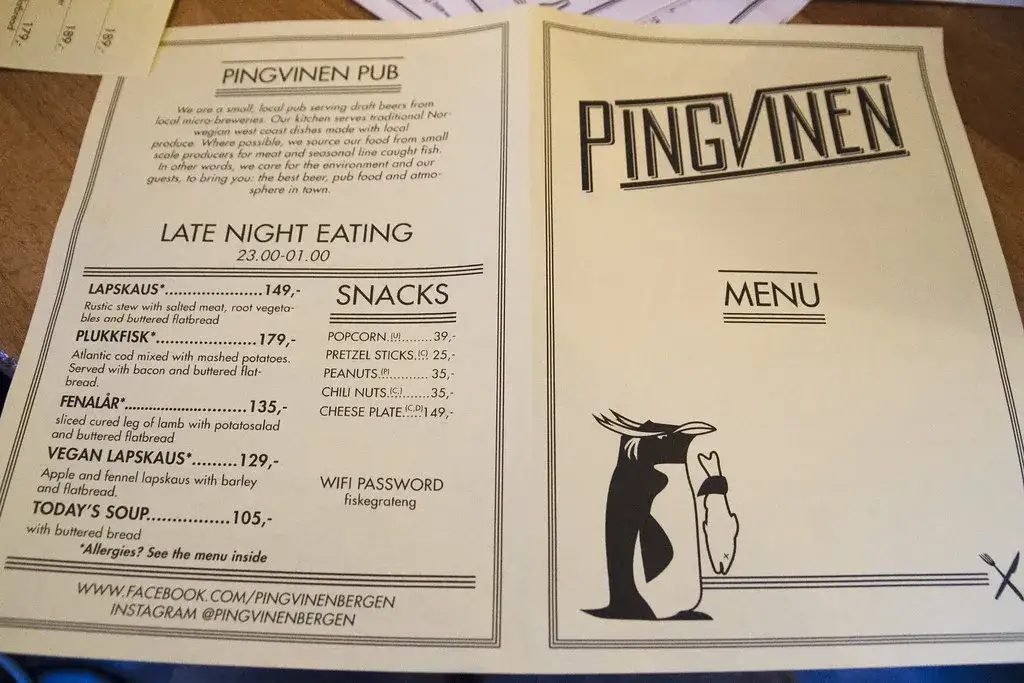 179,-
189,-
189,-
PINGVINEN PUB
We are a small, local pub serving draft beers from
local micro-breweries. Our kitchen serves traditional Nor-
wegian west coast dishes made with local
produce. Where possible, we source our food from small
scale producers for meat and seasonal line caught fish.
In other words, we care for the environment and our
guests, to bring you: the best beer, pub food and atmo-
sphere in town.
LATE NIGHT EATING
23.00-01.00
LAPSKAUS*....................149,-
Rustic stew with salted meat, root vegeta-
bles and buttered flatbread
PLUKKFISK*......................179,-
Atlantic cod mixed with mashed potatoes.
Served with bacon and buttered flat-
bread.
FENALÅR*.............................135,-
sliced cured leg of lamb with potatosalad
and buttered flatbread
VEGAN LAPSKAUS*.........129,-
Apple and fennel lapskaus with barley
and flatbread.
TODAY'S SOUP.................105,-
with buttered bread
*Allergies? See the menu inside
SNACKS
POPCORN.(U)........39,-
PRETZEL STICKS.(C) 25,-
PEANUTS.(P)........ 35,-
CHILI NUTS.(C,)......35,-
CHEESE PLATE.(C,D)149,-
WIFI PASSWORD
fiskegrateng
WWW.FACEBOOK.COM/PINGVINENBERGEN
INSTAGRAM @PINGVINENBERGEN
PINGVINEN
MENU